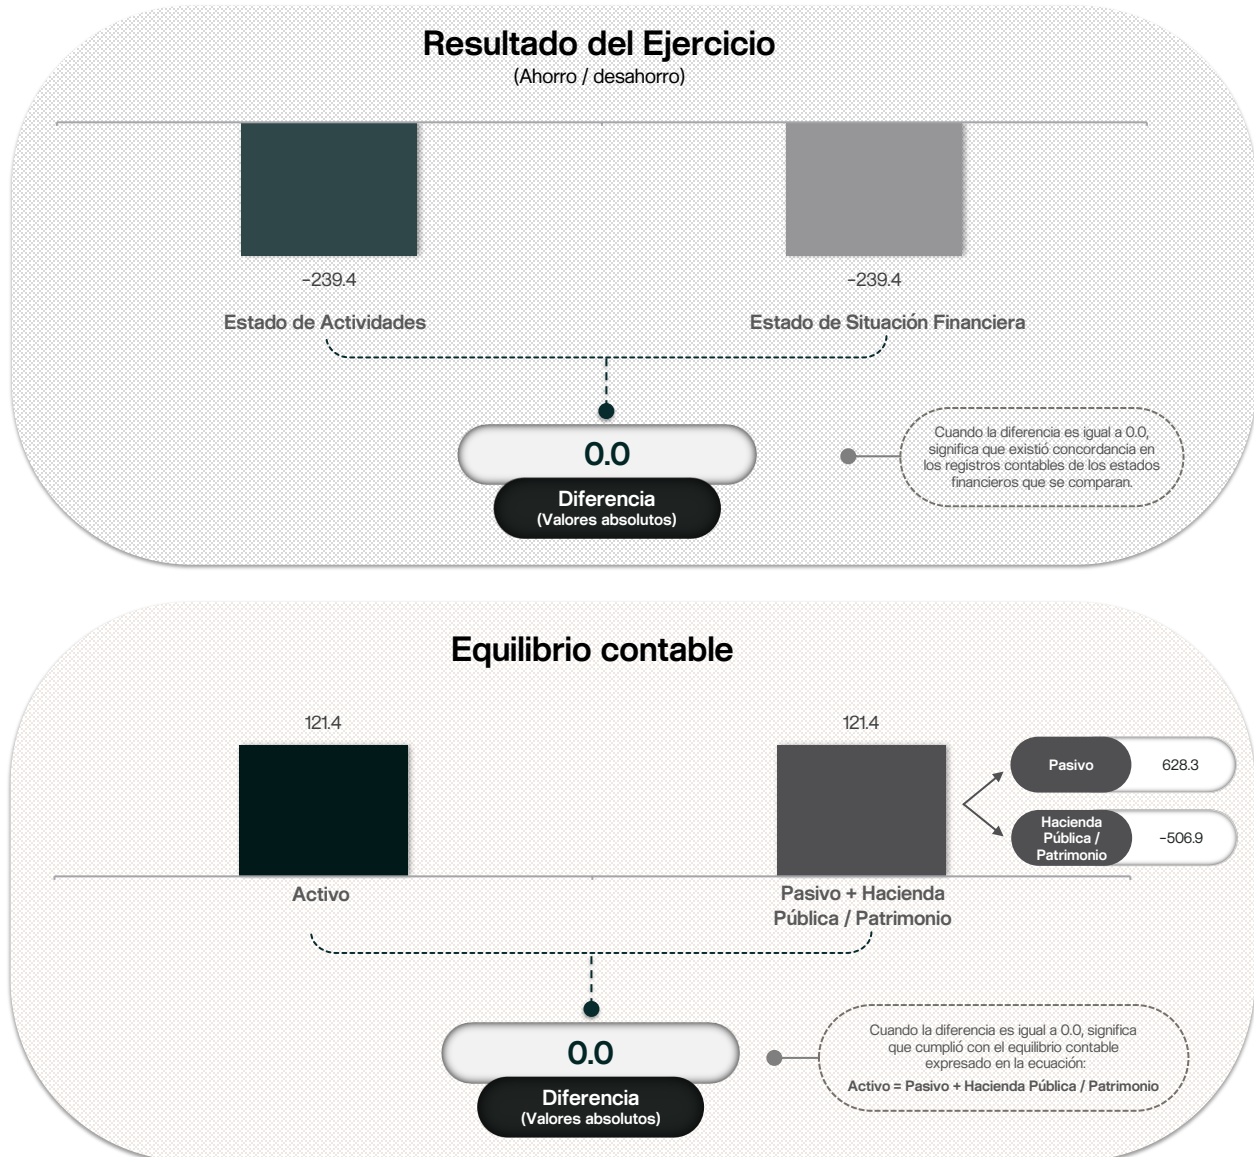 Resultado del Ejercicio
(Ahorro / desahorro)
-239.4
-239.4
Estado de Actividades
Estado de Situación Financiera
0.0
Diferencia
(Valores absolutos)
Cuando la diferencia es igual a 0.0,
significa que existió concordancia en
los registros contables de los estados
financieros que se comparan.
Equilibrio contable
121.4
121.4
Pasivo
628.3
Hacienda
Pública /
Patrimonio
-506.9
Activo
Pasivo + Hacienda
Pública / Patrimonio
0.0
Diferencia
(Valores absolutos)
Cuando la diferencia es igual a 0.0, significa
que cumplió con el equilibrio contable
expresado en la ecuación:
Activo = Pasivo + Hacienda Pública / Patrimonio